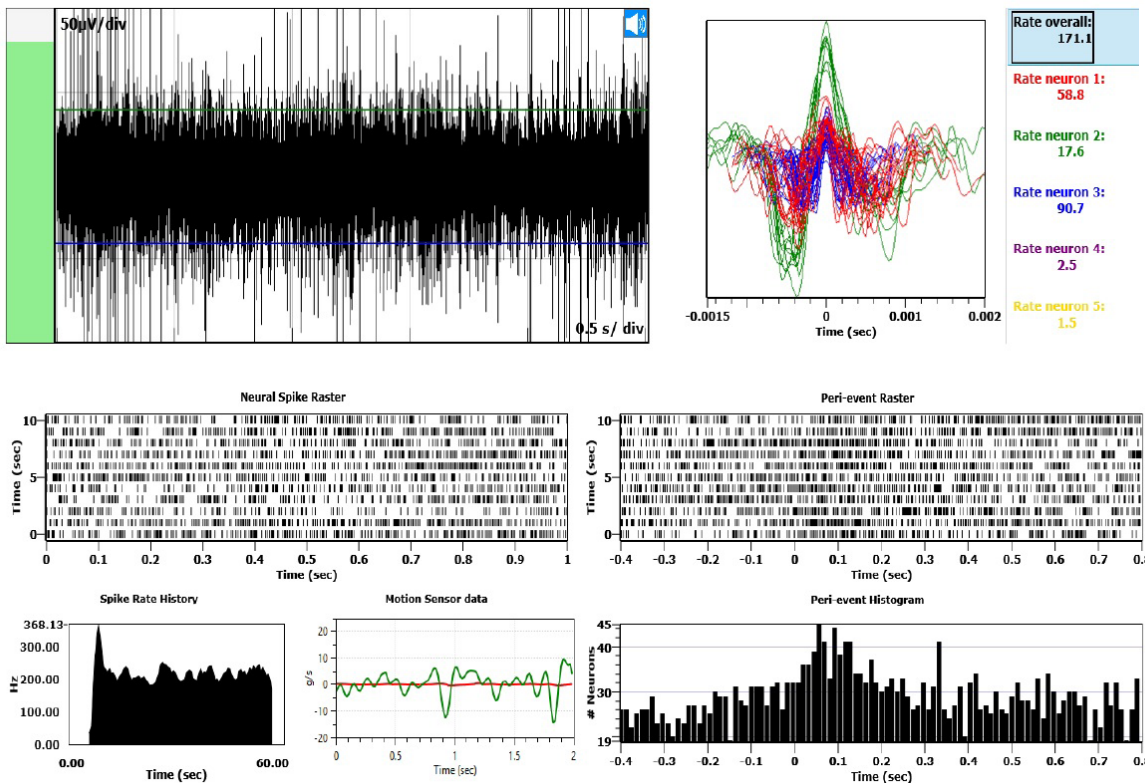 50µV/div
0.5 s/ div
-0.0015 0 0.001 0.002
Time (sec)
Rate overall:
171.1
Rate neuron 1:
58.8
Rate neuron 2:
17.6
Rate neuron 3:
90.7
Rate neuron 4:
2.5
Rate neuron 5:
1.5
Neural Spike Raster
Time (sec)
10
5
0
0 0.1 0.2 0.3 0.4 0.5 0.6 0.7 0.8 0.9 1
Time (sec)
Peri-event Raster
Time (sec)
10
5
0
-0.4 -0.3 -0.2 -0.1 0 0.1 0.2 0.3 0.4 0.5 0.6 0.7 0.8
Time (sec)
Spike Rate History
Hz
368.13
300.00
200.00
100.00
0.00
0.00 60.00
Time (sec)
Motion Sensor data
g/s
20
10
0
-10
-20
0 0.5 1 1.5 2
Time (sec)
Peri-event Histogram
# Neurons
45
40
30
19
-0.4 -0.3 -0.2 -0.1 0 0.1 0.2 0.3 0.4 0.5 0.6 0.7 0.8
Time (sec)